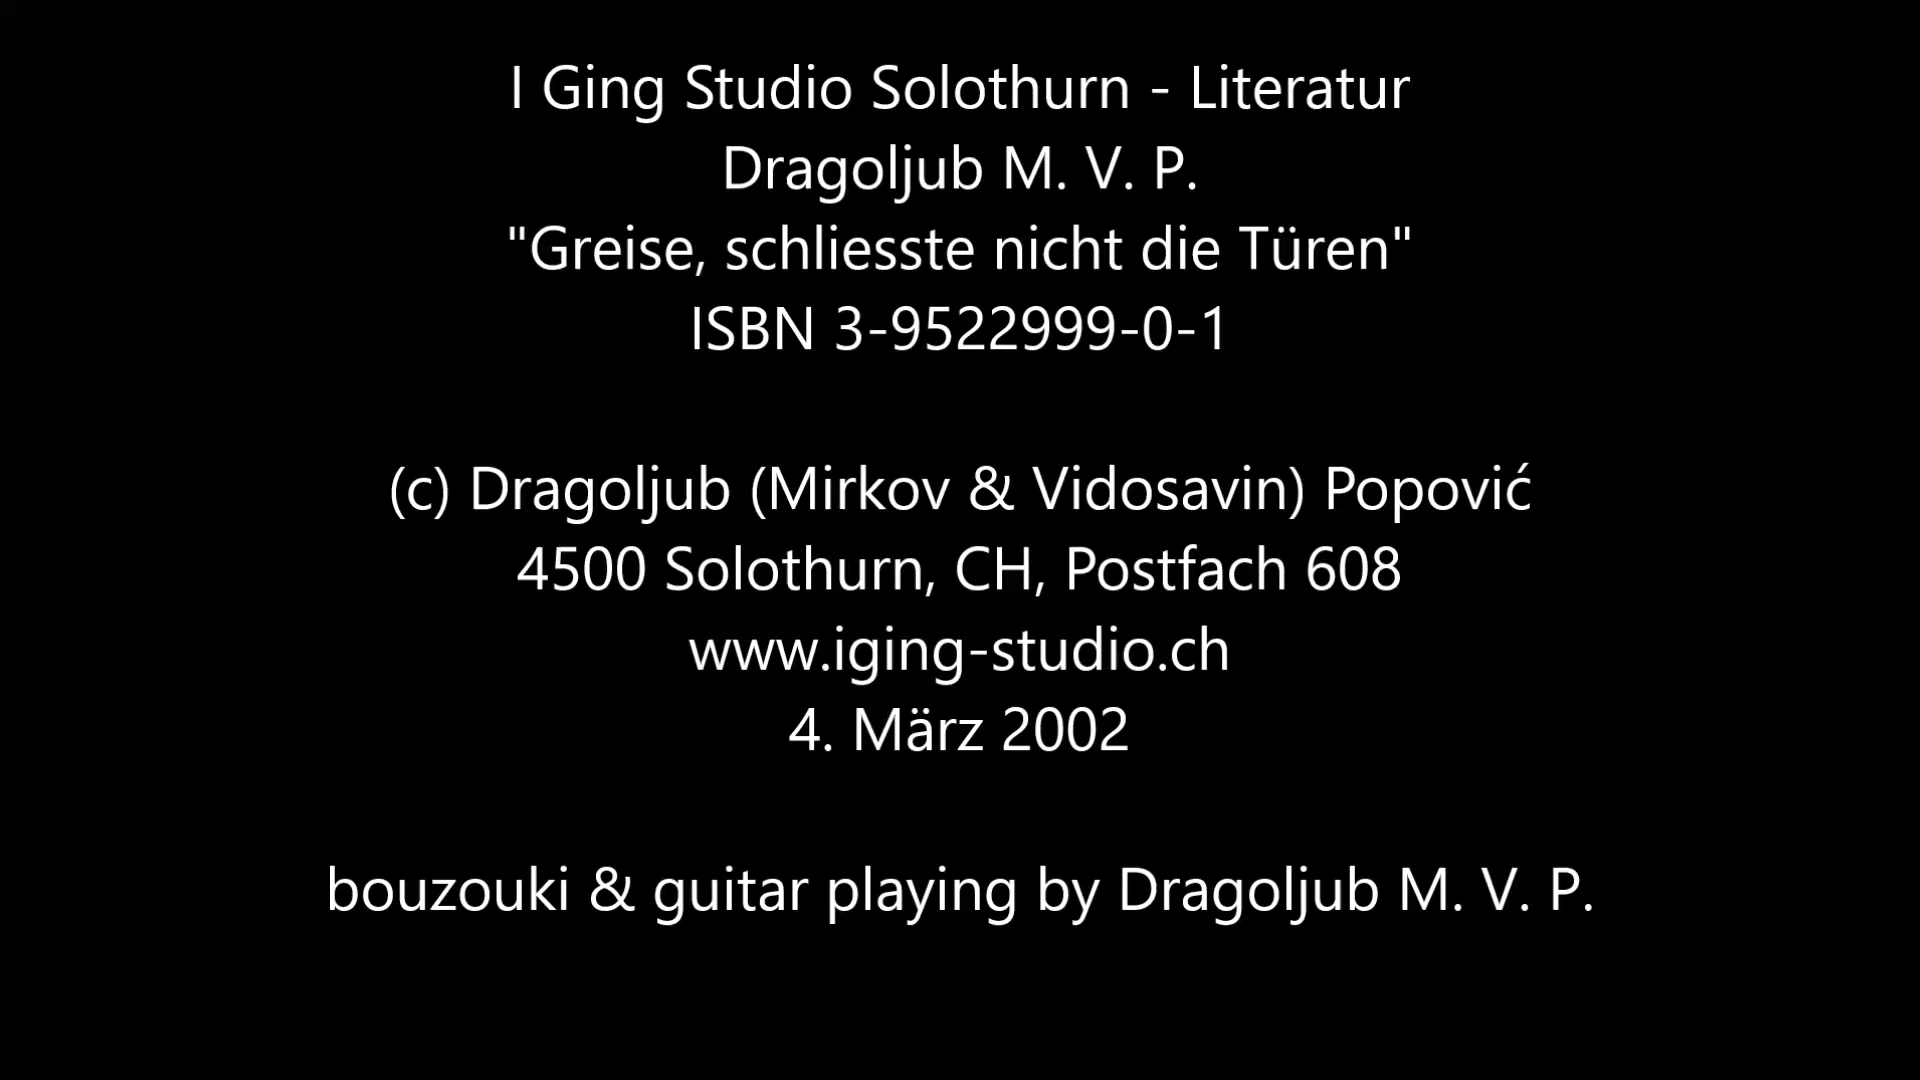 I Ging Studio Solothurn - Literatur
Dragoljub M. V. P.
"Greise, schliesste nicht die Türen"
ISBN 3-9522999-0-1
(c) Dragoljub (Mirkov & Vidosavin) Popović
4500 Solothurn, CH, Postfach 608
www.iging-studio.ch
4. März 2002
bouzouki & guitar playing by Dragoljub M. V. P.